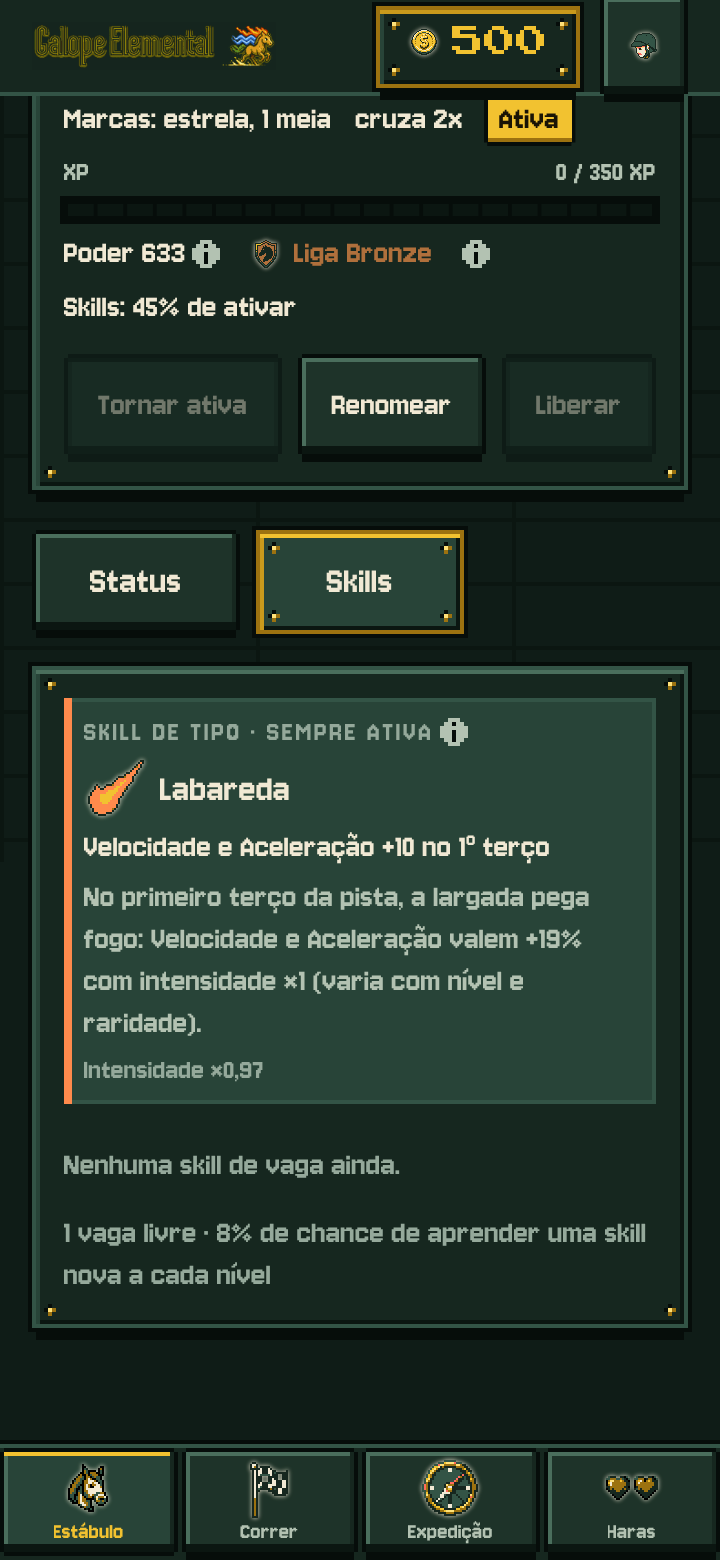 Galope Elemental
500
Marcas: estrela, 1 meia cruza 2x Ativa
XP 0 / 350 XP
Poder 633 Liga Bronze
Skills: 45% de ativar
Tornar ativa Renomear Liberar
Status Skills
SKILL DE TIPO · SEMPRE ATIVA
Labareda
Velocidade e Aceleração +10 no 1º terço
No primeiro terço da pista, a largada pega
fogo: Velocidade e Aceleração valem +19%
com intensidade ×1 (varia com nível e
raridade).
Intensidade ×0,97
Nenhuma skill de vaga ainda.
1 vaga livre · 8% de chance de aprender uma skill
nova a cada nível
Estábulo Correr Expedição Haras